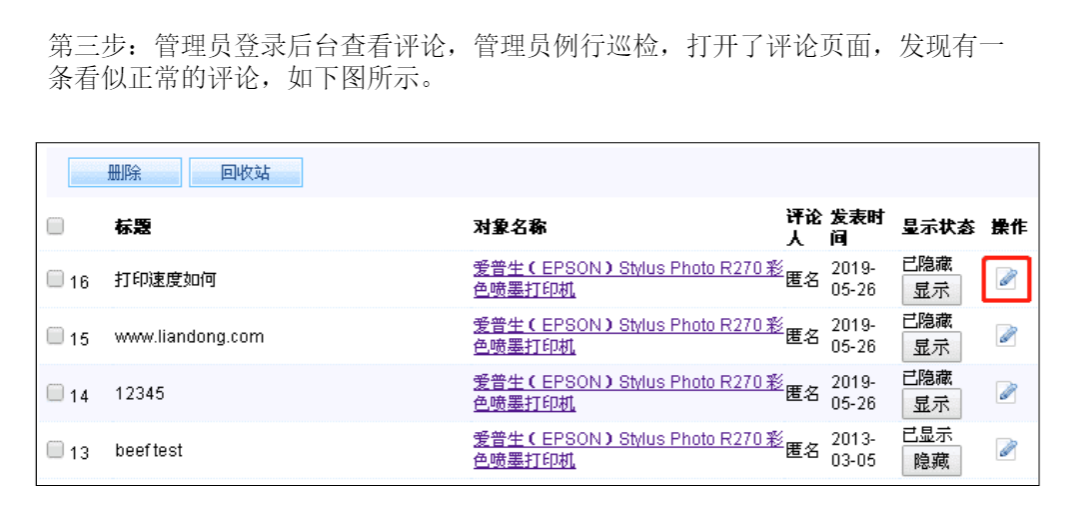 第三步：管理员登录后台查看评论，管理员例行巡检，打开了评论页面，发现有一
条看似正常的评论，如下图所示。
删除 回收站
标题 对象名称 评论人 发表时间 显示状态 操作
16 打印速度如何 爱普生（EPSON）Stylus Photo R270 彩色喷墨打印机 匿名 2019-05-26 已隐藏 显示
15 www.liandong.com 爱普生（EPSON）Stylus Photo R270 彩色喷墨打印机 匿名 2019-05-26 已隐藏 显示
14 12345 爱普生（EPSON）Stylus Photo R270 彩色喷墨打印机 匿名 2019-05-26 已隐藏 显示
13 beef test 爱普生（EPSON）Stylus Photo R270 彩色喷墨打印机 匿名 2013-03-05 已显示 隐藏